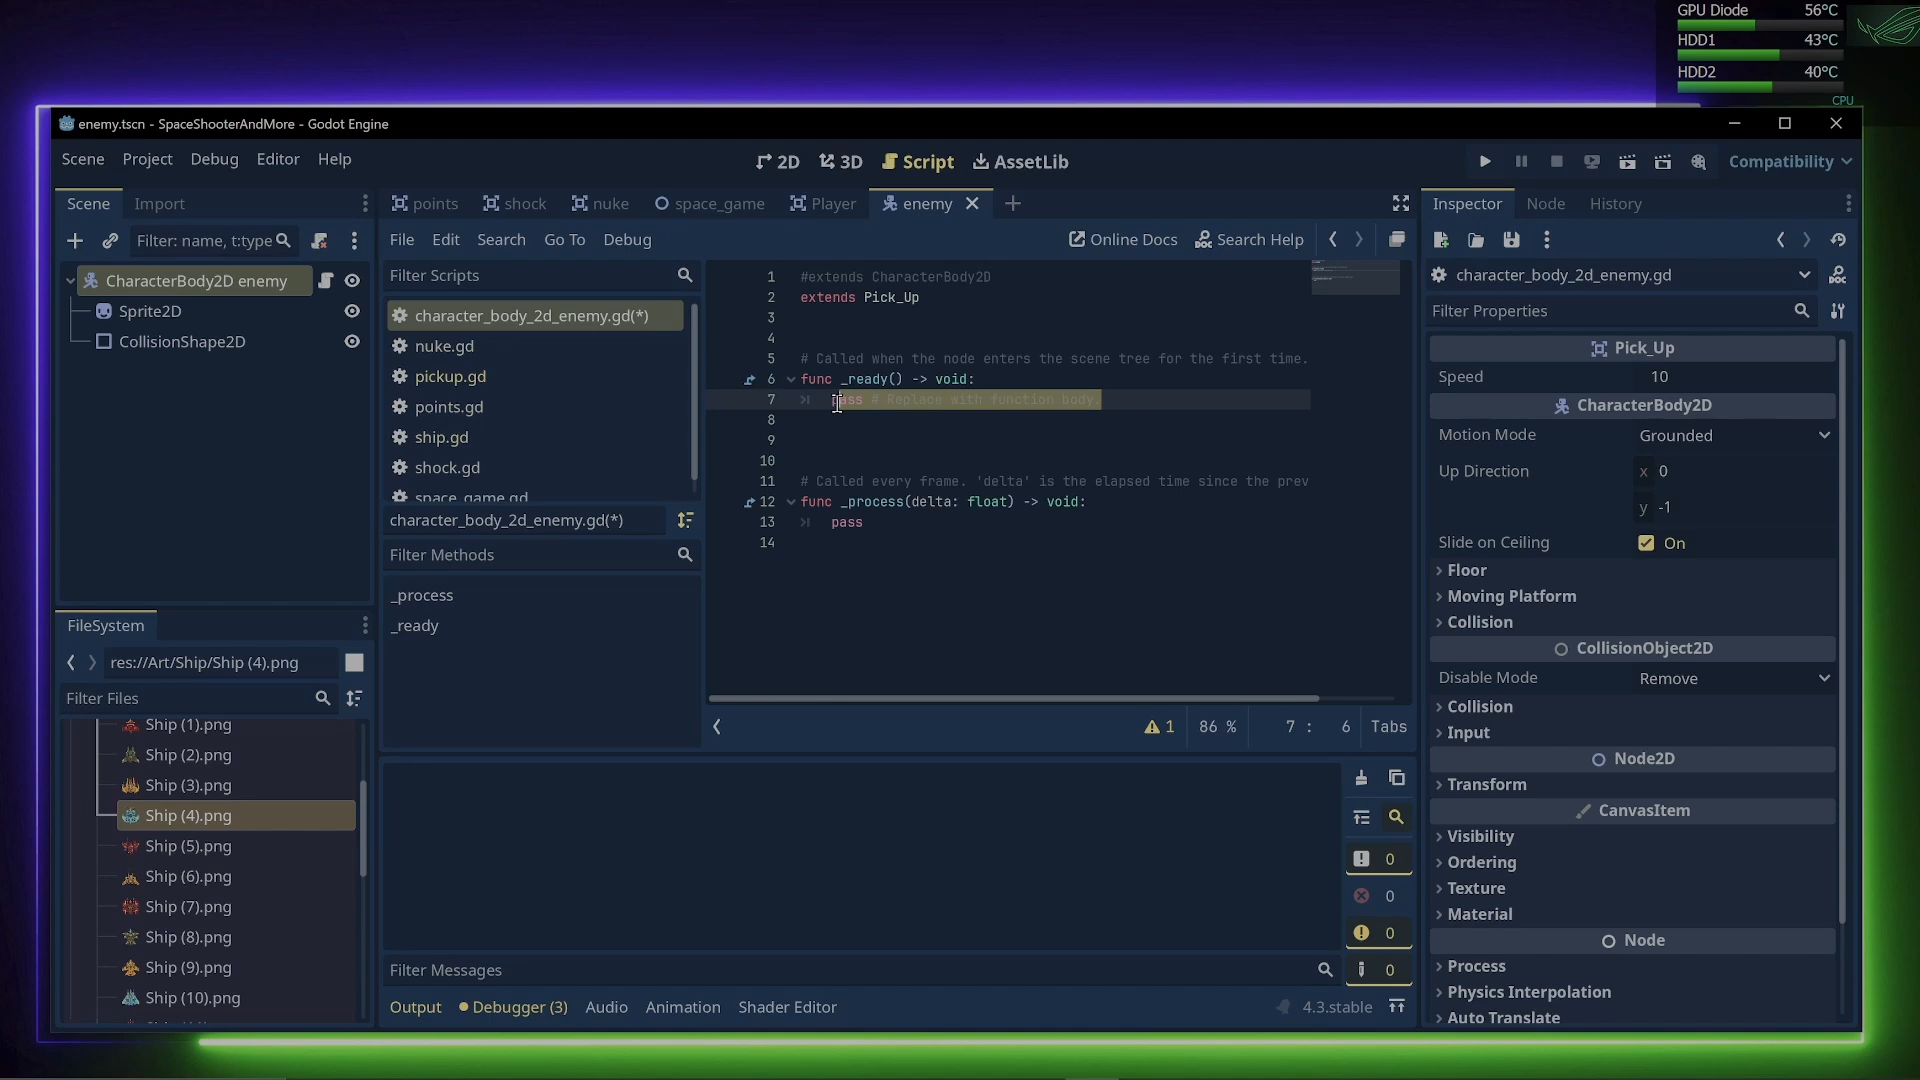 GPU Diode 56°C
HDD1 43°C
HDD2 40°C
CPU
enemy.tscn - SpaceShooterAndMore - Godot Engine
Scene Project Debug Editor Help
2D 3D Script AssetLib
Compatibility
Scene Import
points shock nuke space_game Player enemy
Inspector Node History
Filter: name, t:type
File Edit Search Go To Debug
Online Docs Search Help
CharacterBody2D enemy
Sprite2D
CollisionShape2D
Filter Scripts
character_body_2d_enemy.gd(*)
nuke.gd
pickup.gd
points.gd
ship.gd
shock.gd
space_game.gd
character_body_2d_enemy.gd(*)
Filter Methods
_process
_ready
1 #extends CharacterBody2D
2 extends Pick_Up
3
4
5 # Called when the node enters the scene tree for the first time.
6 func _ready() -> void:
7 pass # Replace with function body.
8
9
10
11 # Called every frame. 'delta' is the elapsed time since the prev
12 func _process(delta: float) -> void:
13 pass
14
1 86 % 7 : 6 Tabs
FileSystem
res://Art/Ship/Ship (4).png
Filter Files
Ship (1).png
Ship (2).png
Ship (3).png
Ship (4).png
Ship (5).png
Ship (6).png
Ship (7).png
Ship (8).png
Ship (9).png
Ship (10).png
0
0
0
0
Filter Messages
Output Debugger (3) Audio Animation Shader Editor
4.3.stable
character_body_2d_enemy.gd
Filter Properties
Pick_Up
Speed 10
CharacterBody2D
Motion Mode Grounded
Up Direction x 0
y -1
Slide on Ceiling On
Floor
Moving Platform
Collision
CollisionObject2D
Disable Mode Remove
Collision
Input
Node2D
Transform
CanvasItem
Visibility
Ordering
Texture
Material
Node
Process
Physics Interpolation
Auto Translate